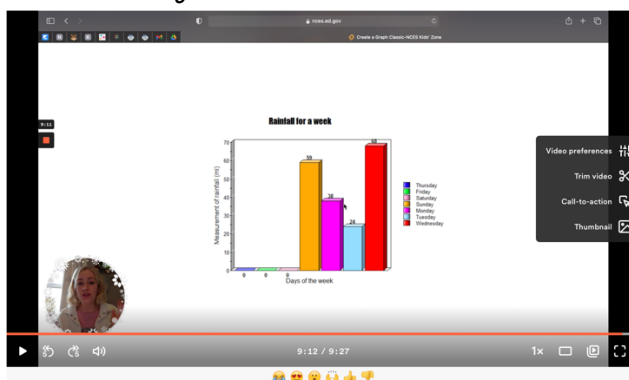 nces.ed.gov
Create a Graph Classic-NCES Kids' Zone
9:11
Rainfall for a week
Measurement of rainfall (ml)
70
60
50
40
30
20
10
0
0
0
0
59
38
24
68
Days of the week
Thursday
Friday
Saturday
Sunday
Monday
Tuesday
Wednesday
Video preferences
Trim video
Call-to-action
Thumbnail
9:12 / 9:27
1x